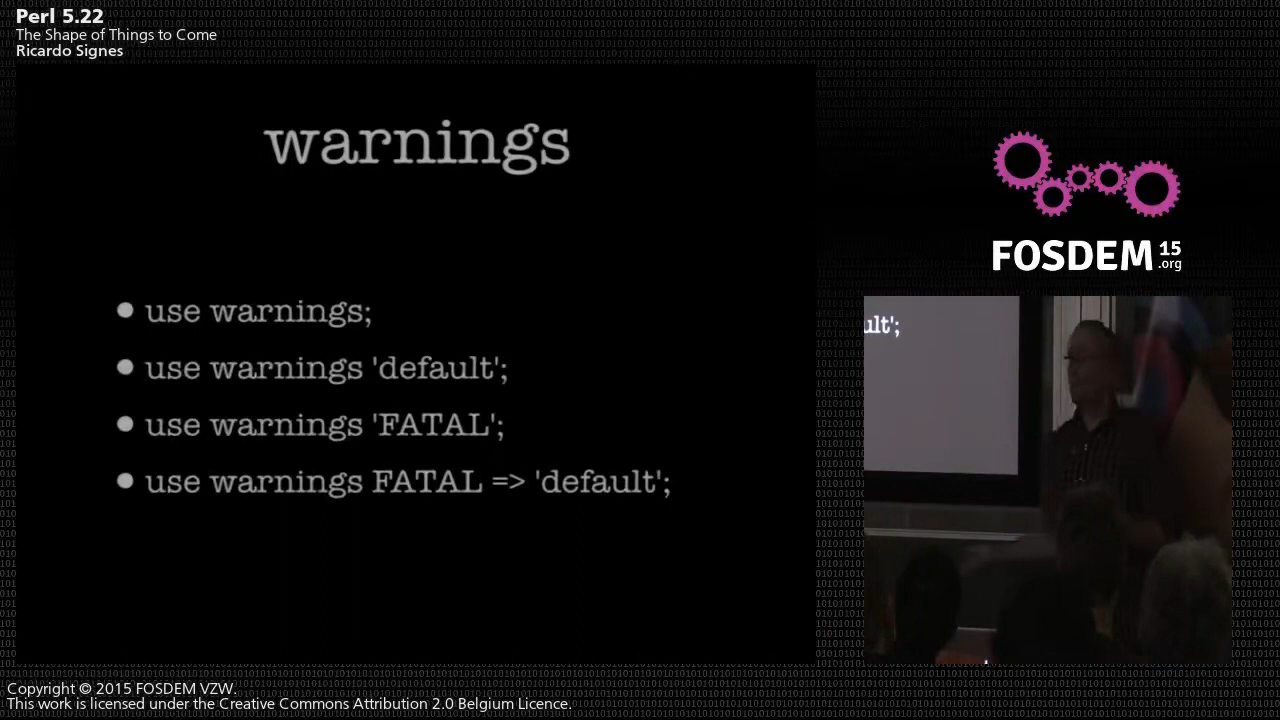 Perl 5.22
The Shape of Things to Come
Ricardo Signes
warnings
• use warnings;
• use warnings 'default';
• use warnings 'FATAL';
• use warnings FATAL => 'default';
FOSDEM 15
.org
ult';
Copyright © 2015 FOSDEM VZW.
This work is licensed under the Creative Commons Attribution 2.0 Belgium Licence.